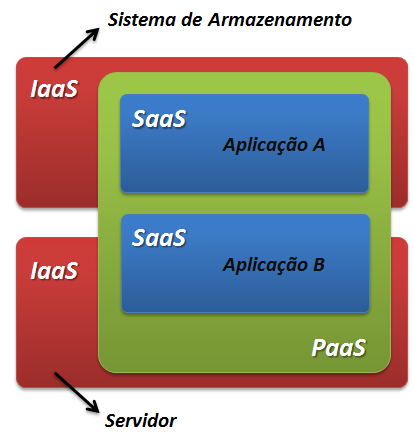 Sistema de Armazenamento
IaaS
SaaS
Aplicação A
SaaS
Aplicação B
IaaS
PaaS
Servidor